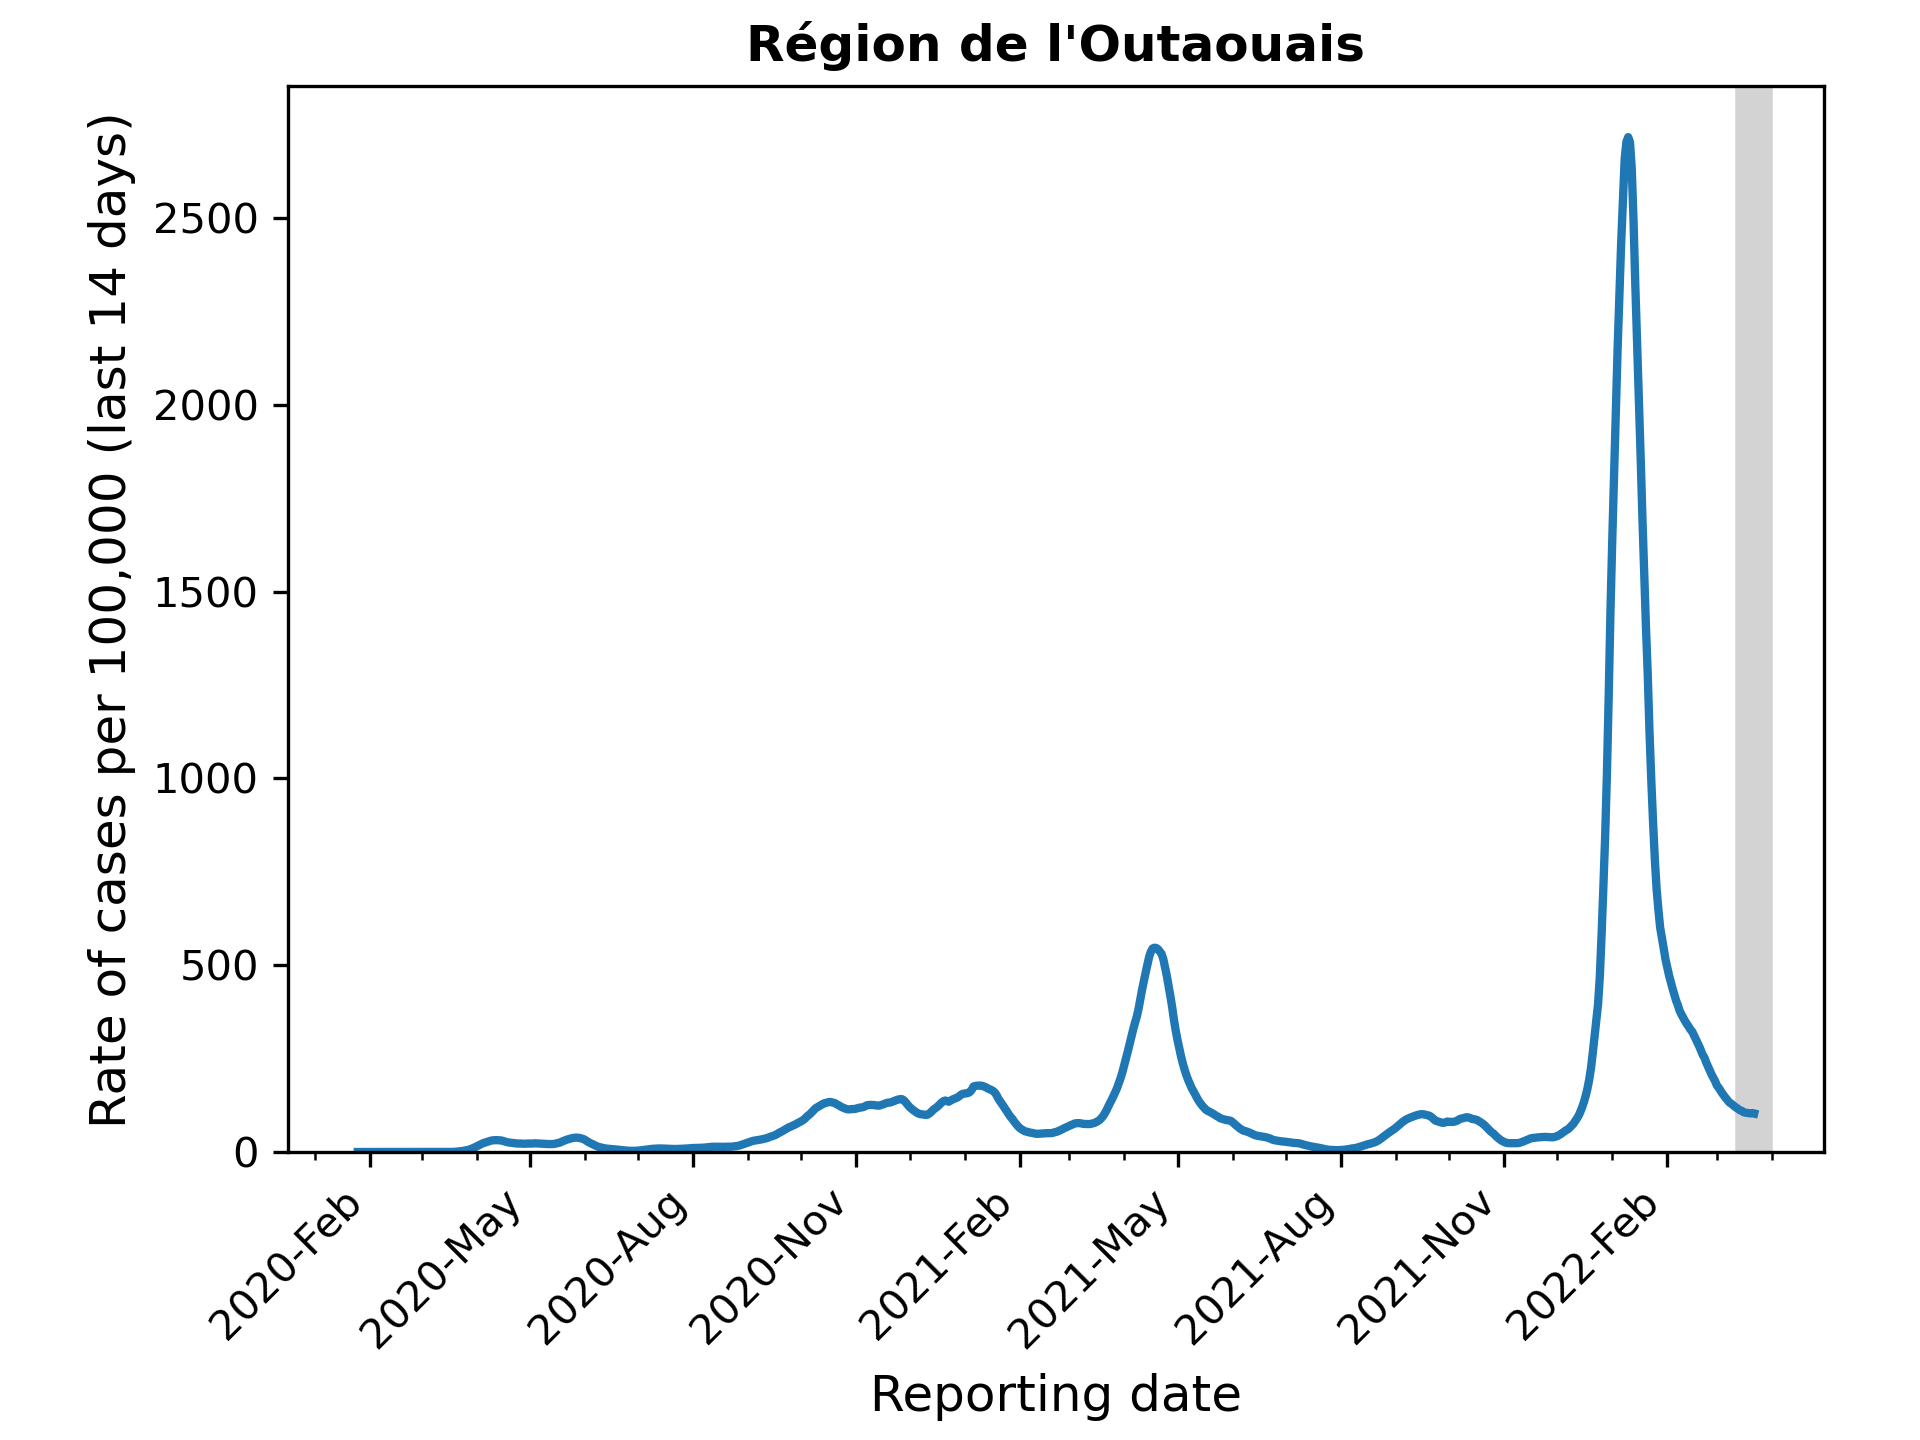 Région de l'Outaouais
Rate of cases per 100,000 (last 14 days)
2500
2000
1500
1000
500
0
2020-Feb
2020-May
2020-Aug
2020-Nov
2021-Feb
2021-May
2021-Aug
2021-Nov
2022-Feb
Reporting date